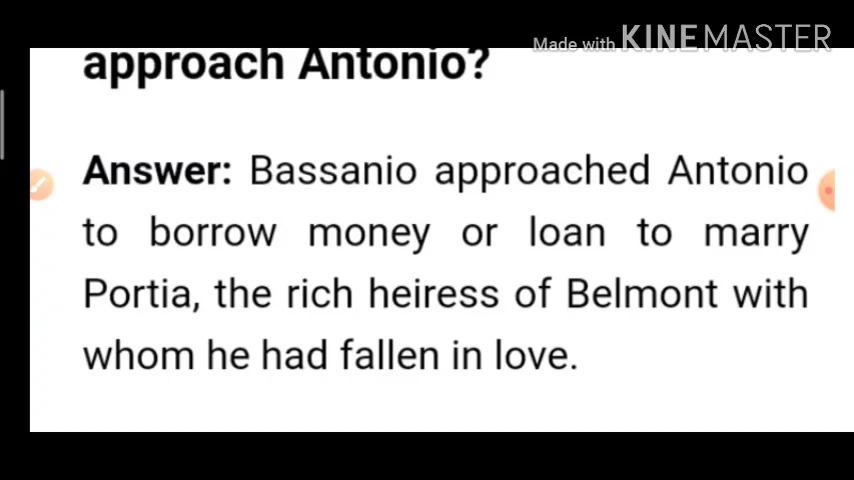 Made with KINEMASTER
approach Antonio?
Answer: Bassanio approached Antonio
to borrow money or loan to marry
Portia, the rich heiress of Belmont with
whom he had fallen in love.